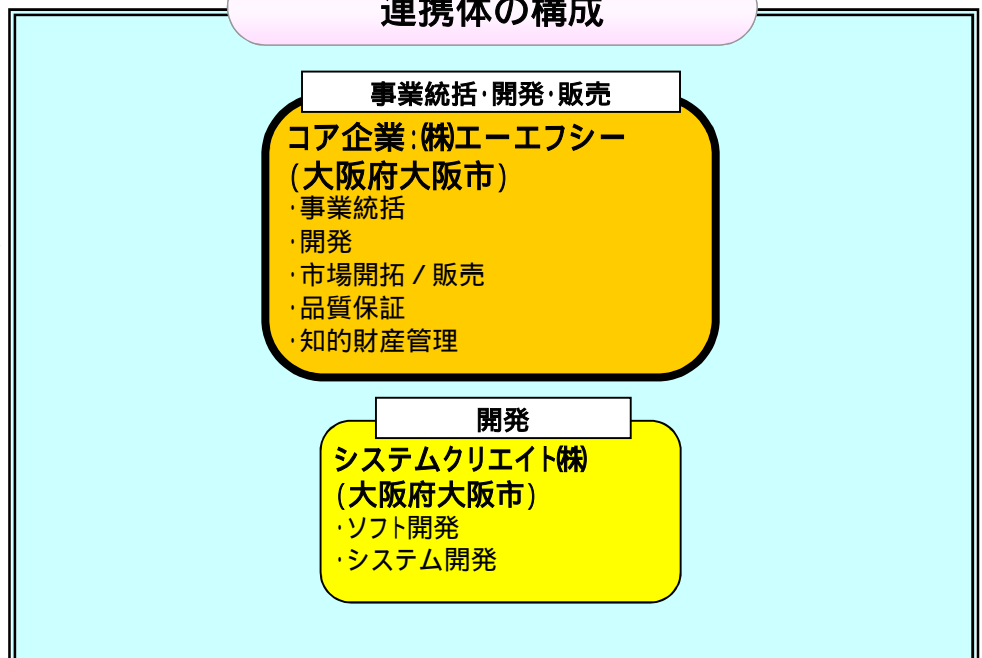 連携体の構成
事業統括・開発・販売
コア企業：㈱エーエフシー
（大阪府大阪市）
・事業統括
・開発
・市場開拓／販売
・品質保証
・知的財産管理
開発
システムクリエイト㈱
（大阪府大阪市）
・ソフト開発
・システム開発